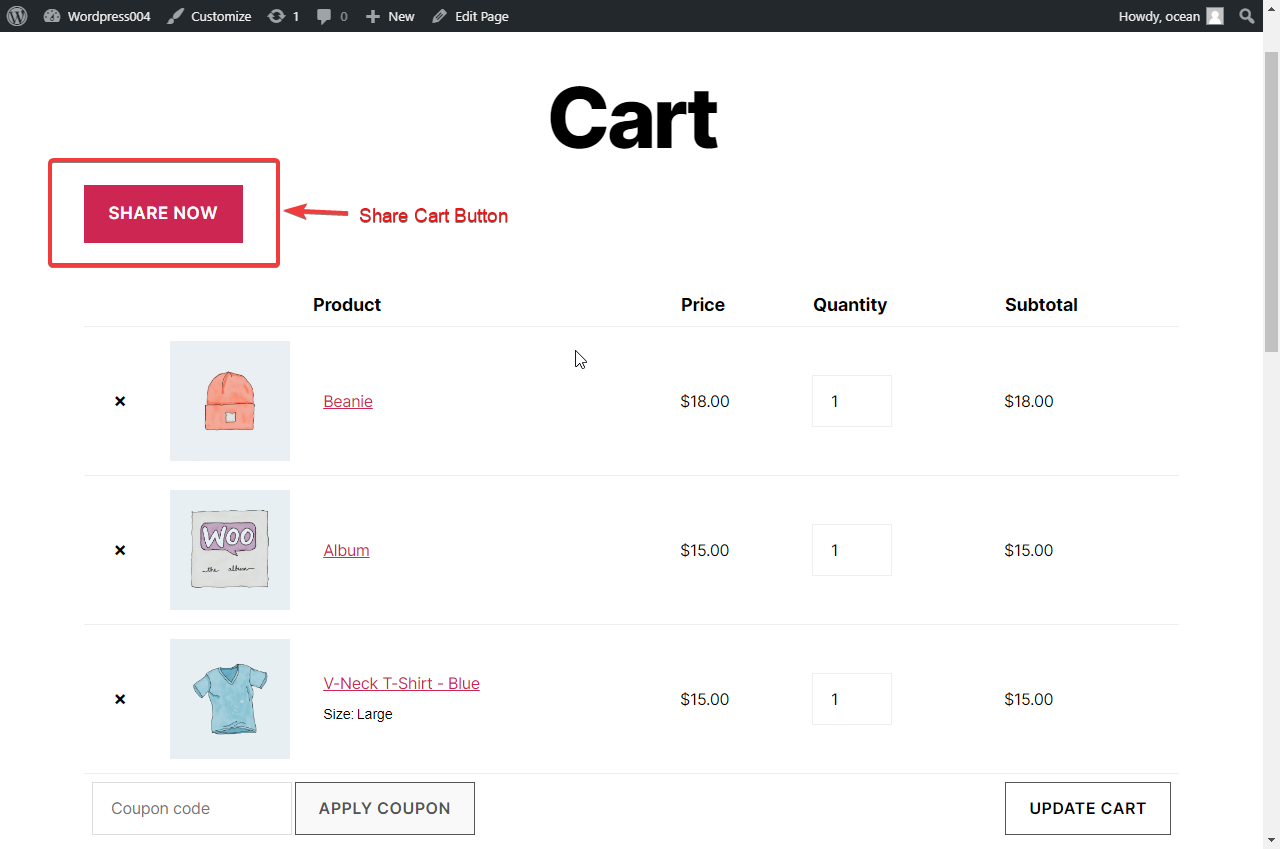 Wordpress004 Customize 1 0 New Edit Page Howdy, ocean
Cart
SHARE NOW
Share Cart Button
Product Price Quantity Subtotal
× Beanie $18.00 1 $18.00
WOO
the album
× Album $15.00 1 $15.00
V-Neck T-Shirt - Blue
× $15.00 1 $15.00
Size: Large
Coupon code APPLY COUPON UPDATE CART